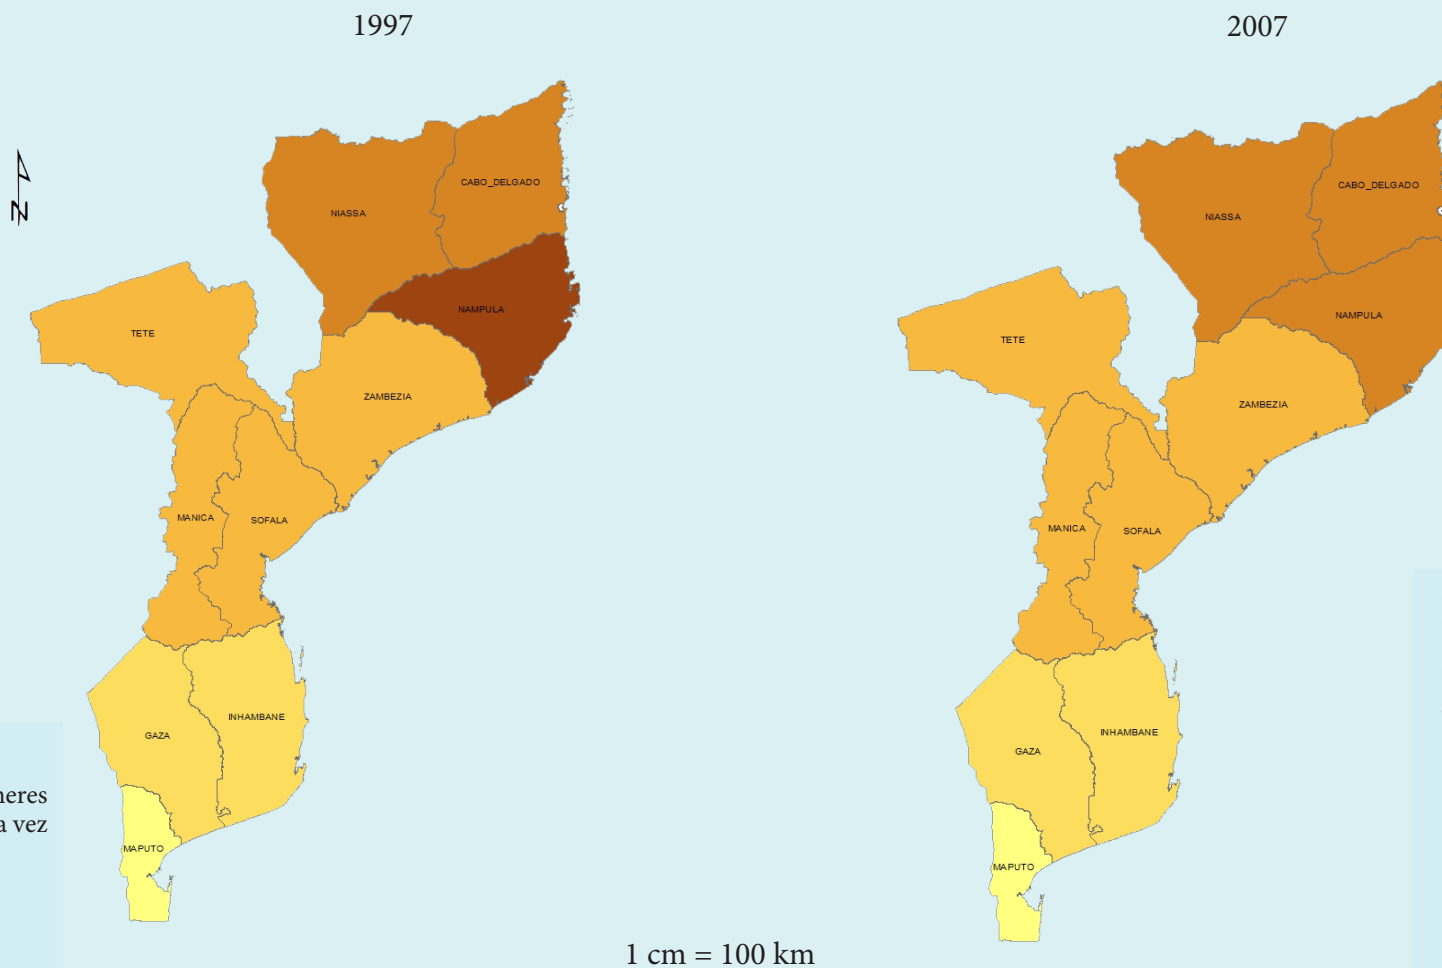 1997
2007
N
CABO_DELGADO
NIASSA
NAMPULA
TETE
ZAMBEZIA
MANICA
SOFALA
INHAMBANE
GAZA
MAPUTO
CABO_DELGADO
NIASSA
NAMPULA
TETE
ZAMBEZIA
MANICA
SOFALA
INHAMBANE
GAZA
MAPUTO
vez
1 cm = 100 km